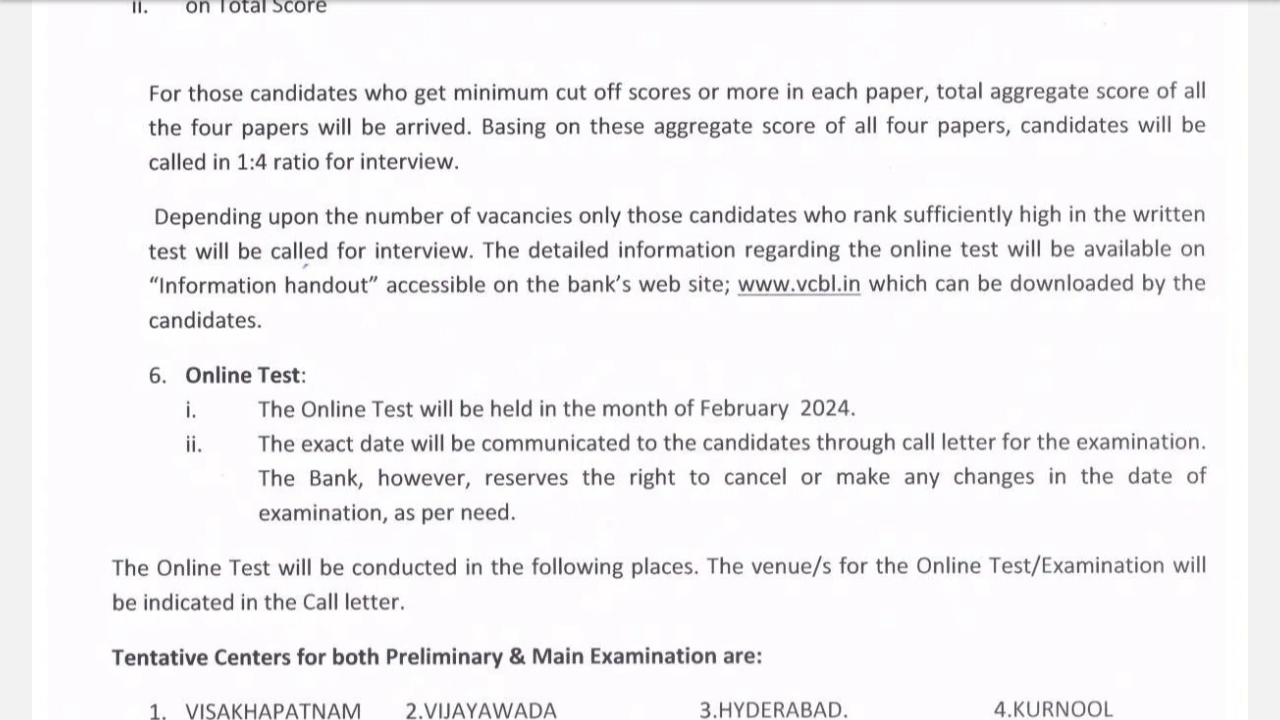 ii. on Total Score
For those candidates who get minimum cut off scores or more in each paper, total aggregate score of all
the four papers will be arrived. Basing on these aggregate score of all four papers, candidates will be
called in 1:4 ratio for interview.
Depending upon the number of vacancies only those candidates who rank sufficiently high in the written
test will be called for interview. The detailed information regarding the online test will be available on
“Information handout” accessible on the bank’s web site; www.vcbl.in which can be downloaded by the
candidates.
6. Online Test:
i. The Online Test will be held in the month of February 2024.
ii. The exact date will be communicated to the candidates through call letter for the examination.
The Bank, however, reserves the right to cancel or make any changes in the date of
examination, as per need.
The Online Test will be conducted in the following places. The venue/s for the Online Test/Examination will
be indicated in the Call letter.
Tentative Centers for both Preliminary & Main Examination are:
1. VISAKHAPATNAM 2.VIJAYAWADA 3.HYDERABAD. 4.KURNOOL